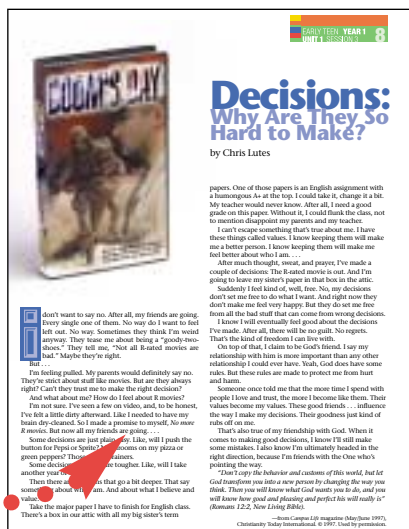 EARLY TEEN YEAR 1
UNIT 1 SESSION 3
8
Decisions:
Why Are They So
Hard to Make?
by Chris Lutes
I don't want to say no. After all, my friends are going.
Every single one of them. No way do I want to feel
left out. No way. Sometimes they think I'm weird
anyway. They tease me about being a "goody-two-
shoes." They tell me, "Not all R-rated movies are
bad." Maybe they're right.
But . . .
I'm feeling pulled. My parents would definitely say no.
They're strict about stuff like movies. But are they always
right? Can't they trust me to make the right decision?
And what about me? How do I feel about R movies?
I'm not sure. I've seen a few on video, and, to be honest,
I've felt a little dirty afterward. Like I needed to have my
brain dry-cleaned. So I made a promise to myself, No more
R movies. But now all my friends are going. . . .
Some decisions are just plain easy. Like, will I push the
button for Pepsi or Sprite? on my pizza or
green peppers?
Some tougher. Like, will I take
another year
Then there that go a bit deeper. That say
about who I am. And about what I believe and
value.
Take the major paper I have to finish for English class.
There's a box in our attic with all my big sister's term
papers. One of those papers is an English assignment with
a humongous A+ at the top. I could take it, change it a bit.
My teacher would never know. After all, I need a good
grade on this paper. Without it, I could flunk the class, not
to mention disappoint my parents and my teacher.
I can't escape something that's true about me. I have
these things called values. I know keeping them will make
me a better person. I know keeping them will make me
feel better about who I am. . . .
After much thought, sweat, and prayer, I've made a
couple of decisions: The R-rated movie is out. And I'm
going to leave my sister's paper in that box in the attic.
Suddenly I feel kind of, well, free. No, my decisions
don't set me free to do what I want. And right now they
don't make me feel very happy. But they do set me free
from all the bad stuff that can come from wrong decisions.
I know I will eventually feel good about the decisions
I've made. After all, there will be no guilt. No regrets.
That's the kind of freedom I can live with.
On top of that, I claim to be God's friend. I say my
relationship with him is more important than any other
relationship I could ever have. Yeah, God does have some
rules. But these rules are made to protect me from hurt
and harm.
Someone once told me that the more time I spend with
people I love and trust, the more I become like them. Their
values become my values. These good friends . . . influence
the way I make my decisions. Their goodness just kind of
rubs off on me.
That's also true of my friendship with God. When it
comes to making good decisions, I know I'll still make
some mistakes. I also know I'm ultimately headed in the
right direction, because I'm friends with the One who's
pointing the way.
"Don't copy the behavior and customs of this world, but let
God transform you into a new person by changing the way you
think. Then you will know what God wants you to do, and you
will know how good and pleasing and perfect his will really is"
(Romans 12:2, New Living Bible).
—from Campus Life magazine (May/June 1997),
Christianity Today International. © 1997. Used by permission.